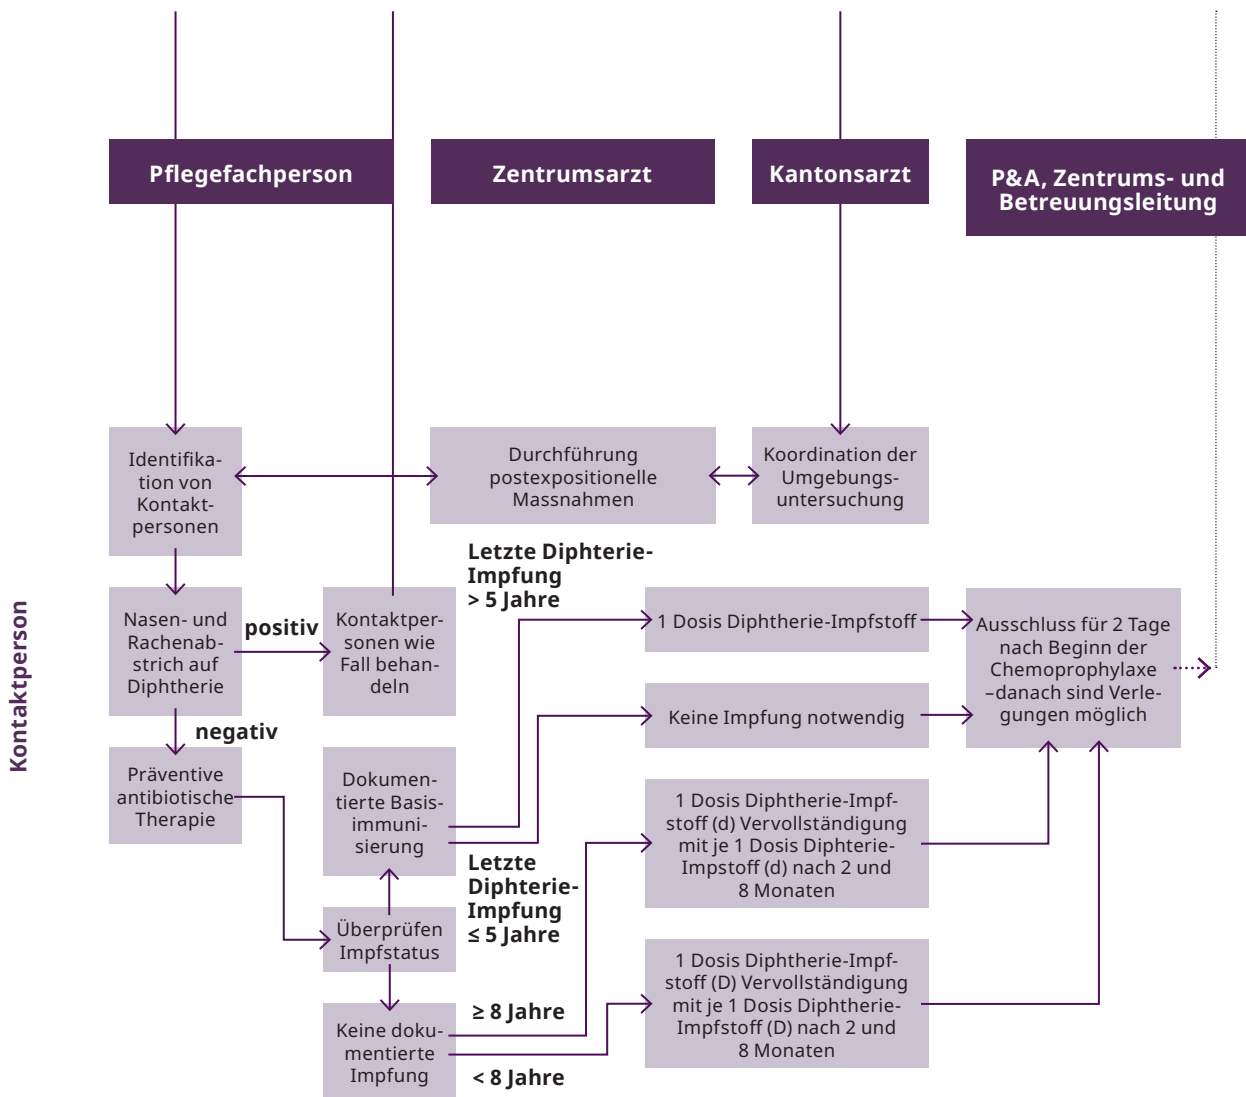 Pflegefachperson
Zentrumsarzt
Kantonsarzt
P&A, Zentrums- und
Betreuungsleitung
Kontaktperson
Identifika-
tion von
Kontakt-
personen
Durchführung
postexpositionelle
Massnahmen
Koordination der
Umgebungs-
untersuchung
Nasen- und
Rachenab-
strich auf
Diphtherie
positiv
Kontaktper-
sonen wie
Fall behan-
deln
negativ
Präventive
antibiotische
Therapie
Letzte Diphterie-
Impfung
> 5 Jahre
1 Dosis Diphtherie-Impfstoff
Ausschluss für 2 Tage
nach Beginn der
Chemoprophylaxe
–danach sind Verle-
gungen möglich
Keine Impfung notwendig
Dokumen-
tierte Basis-
immuni-
sierung
Letzte
Diphterie-
Impfung
≤ 5 Jahre
1 Dosis Diphtherie-Impf-
stoff (d) Vervollständigung
mit je 1 Dosis Diphterie-
Impstoff (d) nach 2 und
8 Monaten
Überprüfen
Impfstatus
Keine doku-
mentierte
Impfung
≥ 8 Jahre
< 8 Jahre
1 Dosis Diphtherie-Impf-
stoff (D) Vervollständigung
mit je 1 Dosis Diphtherie-
Impfstoff (D) nach 2 und
8 Monaten